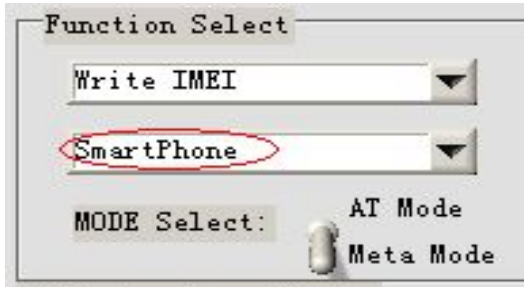 Function Select
Write IMEI
SmartPhone
AT Mode
MODE Select:
Meta Mode